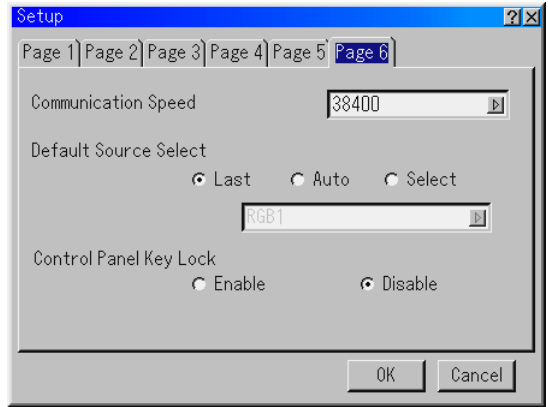 Setup
Page 1 Page 2 Page 3 Page 4 Page 5 Page 6
Communication Speed 38400
Default Source Select
Last Auto Select
RGB1
Control Panel Key Lock
Enable Disable
OK Cancel